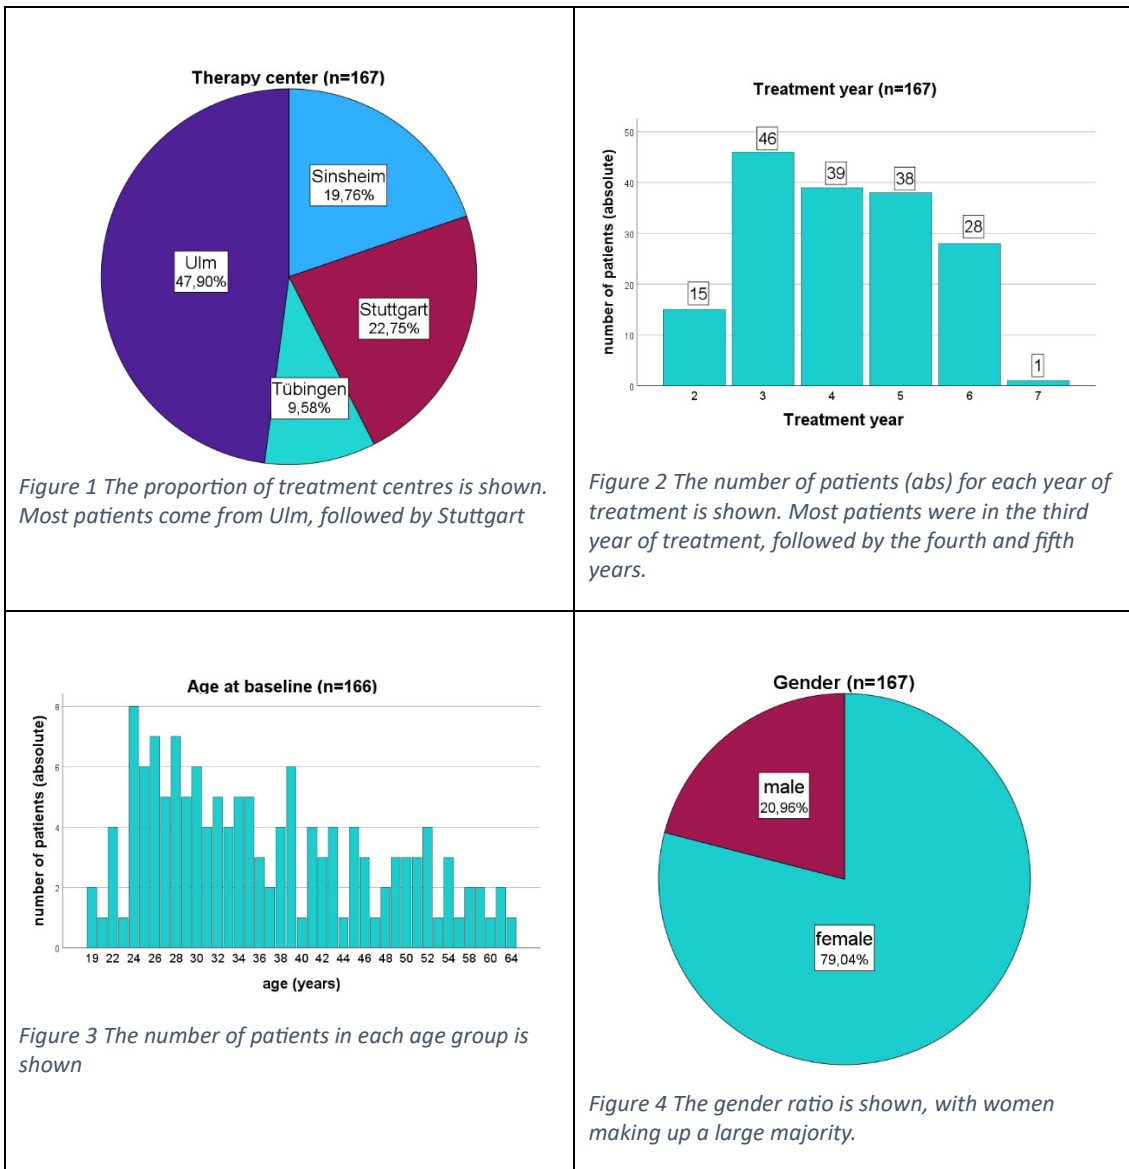 Therapy center (n=167)
Sinsheim
19,76%
Ulm
47,90%
Stuttgart
22,75%
Tübingen
9,58%
Figure 1 The proportion of treatment centres is shown.
Most patients come from Ulm, followed by Stuttgart
Treatment year (n=167)
number of patients (absolute)
50
40
30
20
10
0
15
46
39
38
28
1
2 3 4 5 6 7
Treatment year
Figure 2 The number of patients (abs) for each year of
treatment is shown. Most patients were in the third
year of treatment, followed by the fourth and fifth
years.
Age at baseline (n=166)
number of patients (absolute)
8
6
4
2
0
19 22 24 26 28 30 32 34 36 38 40 42 44 46 48 50 52 54 58 60 64
age (years)
Figure 3 The number of patients in each age group is
shown
Gender (n=167)
male
20,96%
female
79,04%
Figure 4 The gender ratio is shown, with women
making up a large majority.